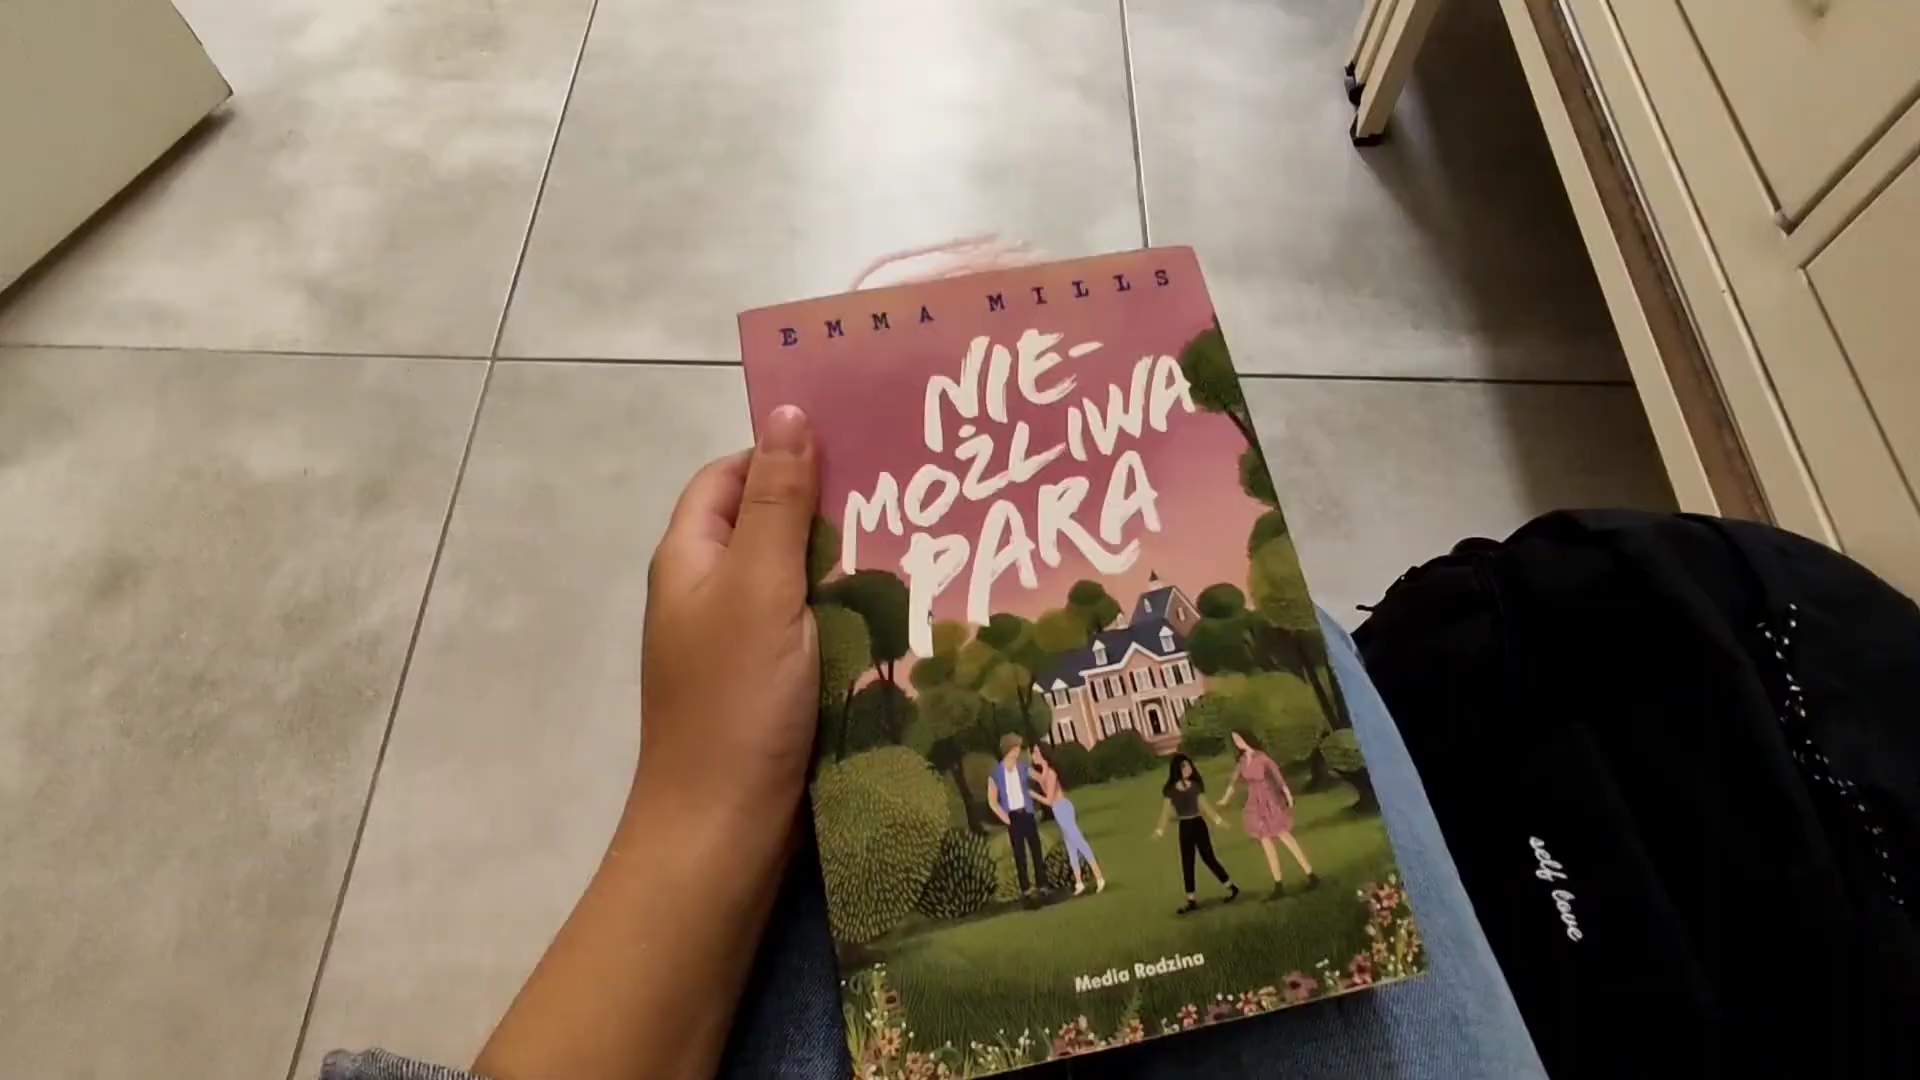 EMMA MILLS
NIE-
MOŻLIWA
PARA
Media Rodzina
self love